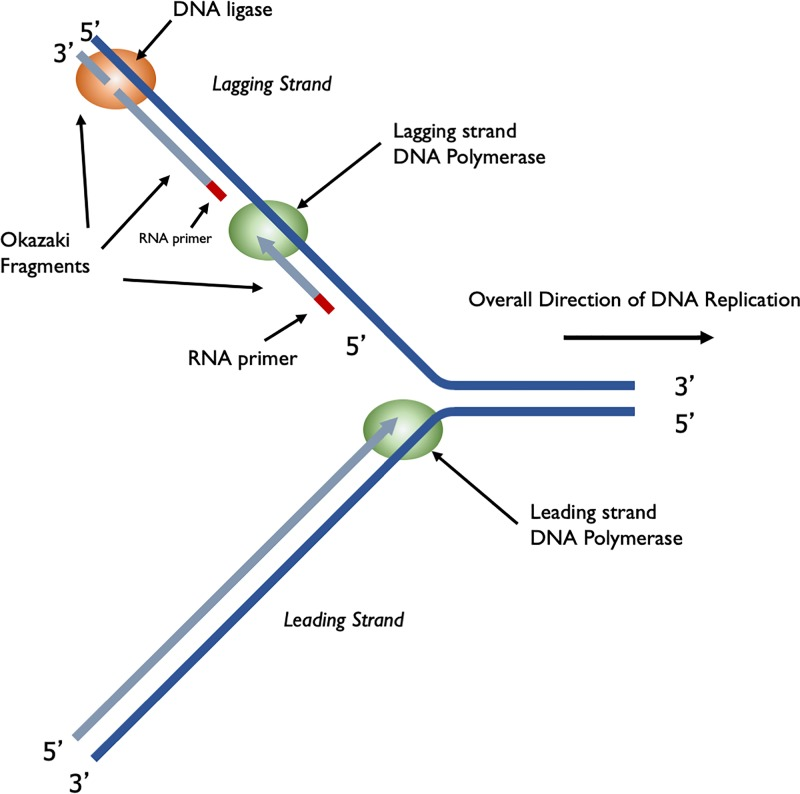 DNA ligase
5’
3’
Lagging Strand
Lagging strand
DNA Polymerase
RNA primer
Okazaki
Fragments
Overall Direction of DNA Replication
5’
RNA primer
3’
5’
Leading strand
DNA Polymerase
Leading Strand
5’
3’